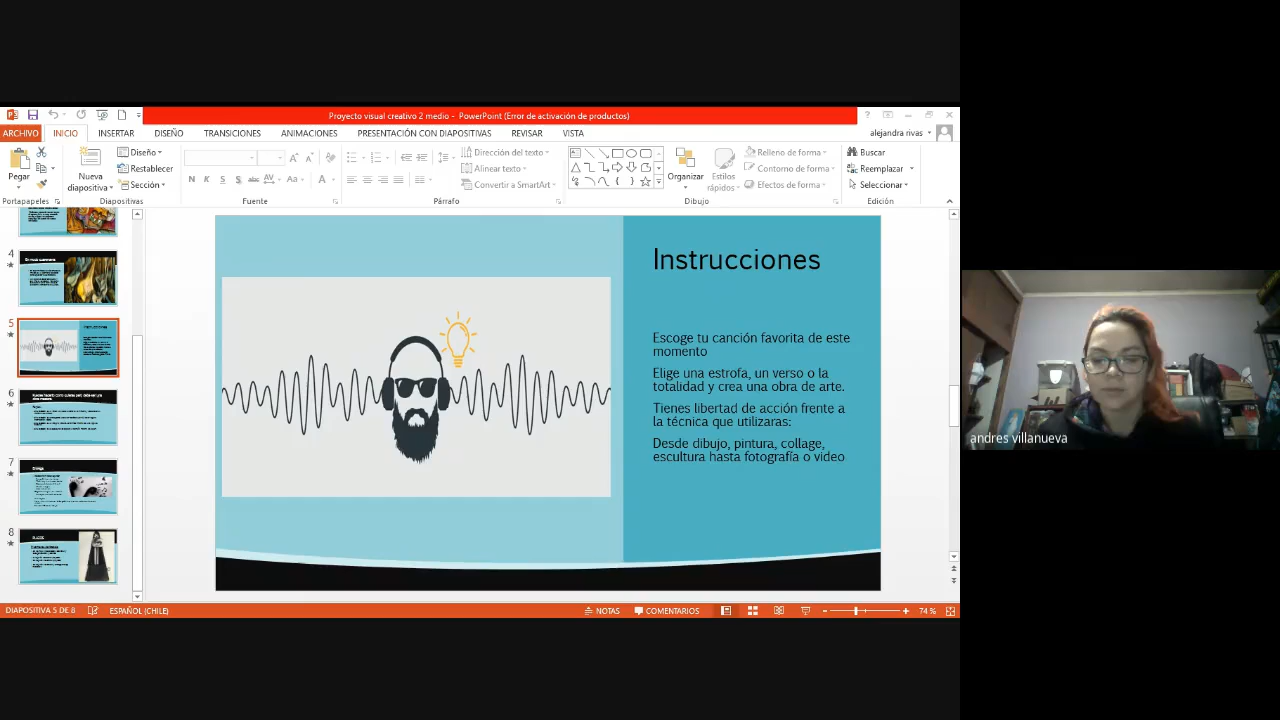 Proyecto visual creativo 2 medio - PowerPoint (Error de activación de productos)
ARCHIVO INICIO INSERTAR DISEÑO TRANSICIONES ANIMACIONES PRESENTACIÓN CON DIAPOSITIVAS REVISAR VISTA alejandra rivas
Pegar
Nueva diapositiva
Diseño
Restablecer
Sección
Dirección del texto
Alinear texto
Convertir a SmartArt
Organizar
Estilos rápidos
Relleno de forma
Contorno de forma
Efectos de forma
Buscar
Reemplazar
Seleccionar
Portapapeles Diapositivas Fuente Párrafo Dibujo Edición
4
5
6
7
8
Instrucciones
Escoge tu canción favorita de este
momento
Elige una estrofa, un verso o la
totalidad y crea una obra de arte.
Tienes libertad de acción frente a
la técnica que utilizaras:
Desde dibujo, pintura, collage,
escultura hasta fotografía o video
andres villanueva
DIAPOSITIVA 5 DE 8 ESPAÑOL (CHILE) NOTAS COMENTARIOS 74 %